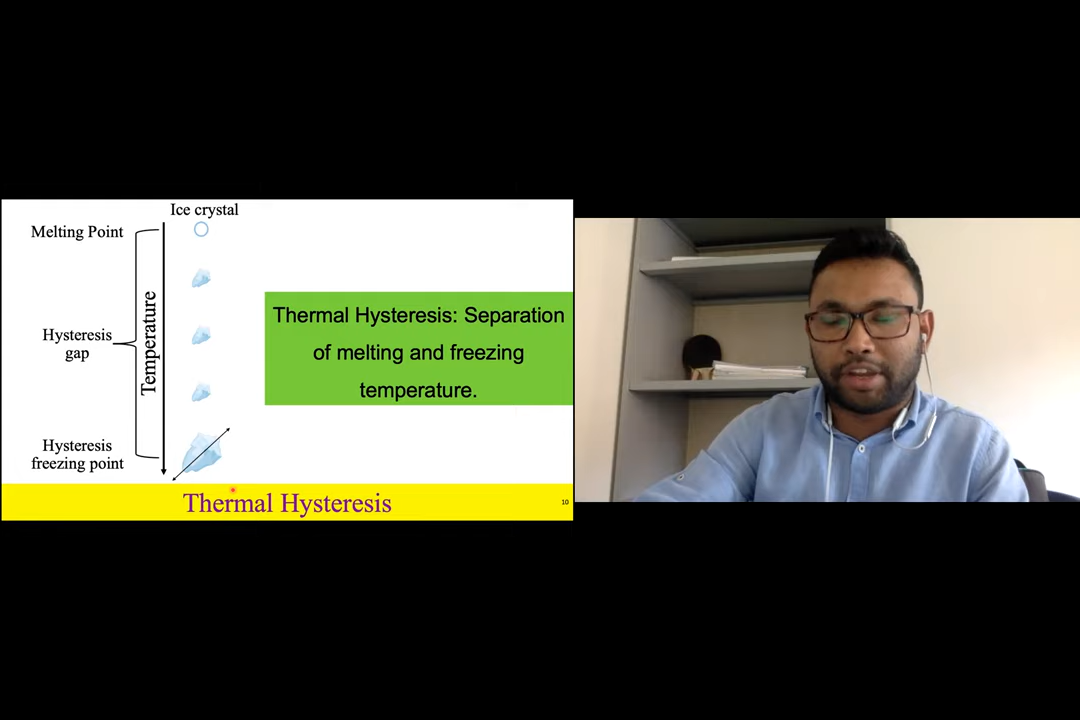 Ice crystal
Melting Point
Temperature
Hysteresis
gap
Hysteresis
freezing point
Thermal Hysteresis: Separation
of melting and freezing
temperature.
Thermal Hysteresis
10